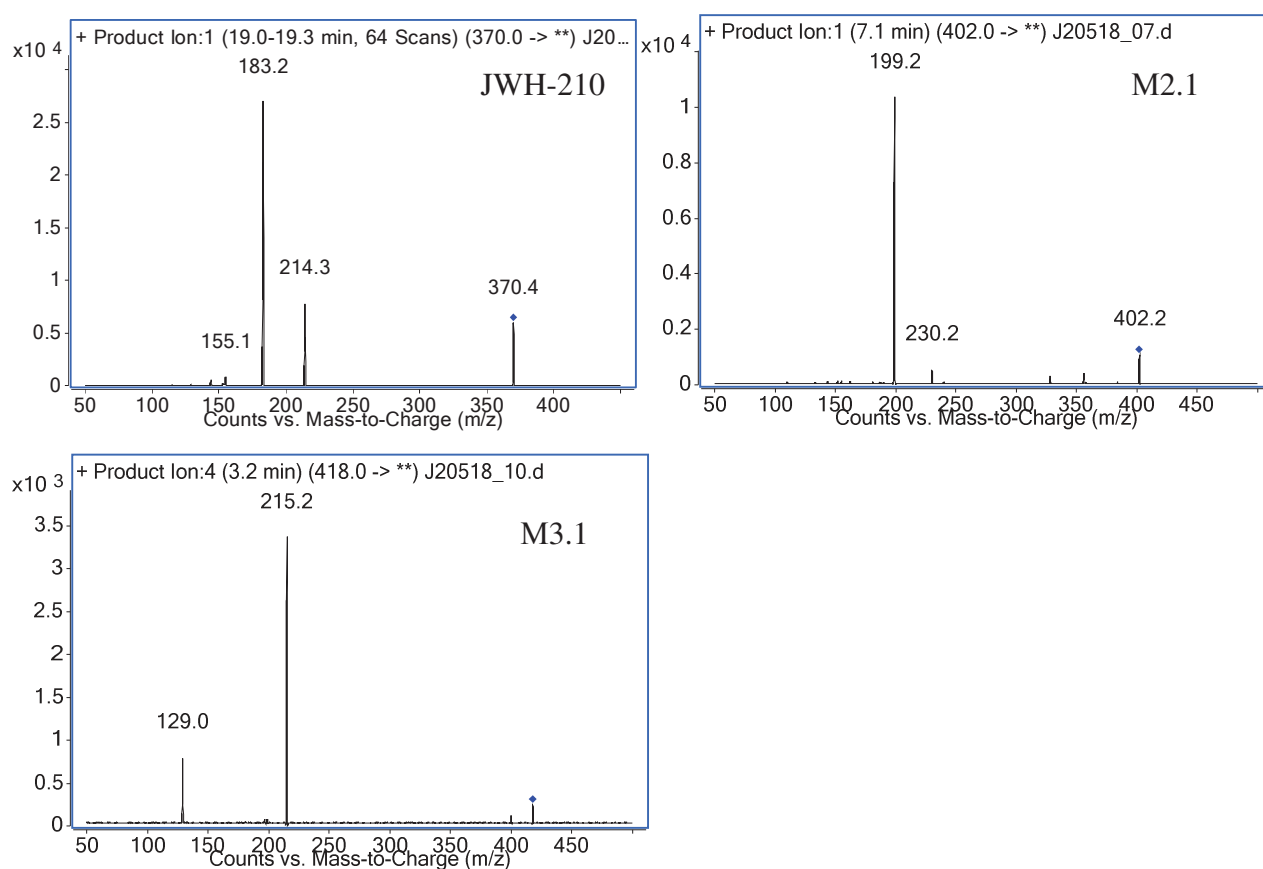 + Product Ion:1 (19.0-19.3 min, 64 Scans) (370.0 -> **) J20...
x10 4
183.2
JWH-210
2.5
2
214.3
1.5
370.4
1
155.1
0.5
0
50 100 150 200 250 300 350 400
Counts vs. Mass-to-Charge (m/z)
+ Product Ion:1 (7.1 min) (402.0 -> **) J20518_07.d
x10 4
199.2
M2.1
1
0.8
0.6
0.4
230.2
402.2
0.2
0
50 100 150 200 250 300 350 400 450
Counts vs. Mass-to-Charge (m/z)
+ Product Ion:4 (3.2 min) (418.0 -> **) J20518_10.d
x10 3
215.2
M3.1
3.5
3
2.5
2
1.5
129.0
1
0.5
0
50 100 150 200 250 300 350 400 450
Counts vs. Mass-to-Charge (m/z)